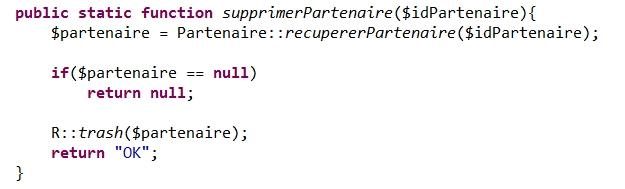 public static function supprimerPartenaire($idPartenaire){
    $partenaire = Partenaire::recupererPartenaire($idPartenaire);

    if($partenaire == null)
        return null;

    R::trash($partenaire);
    return "OK";
}